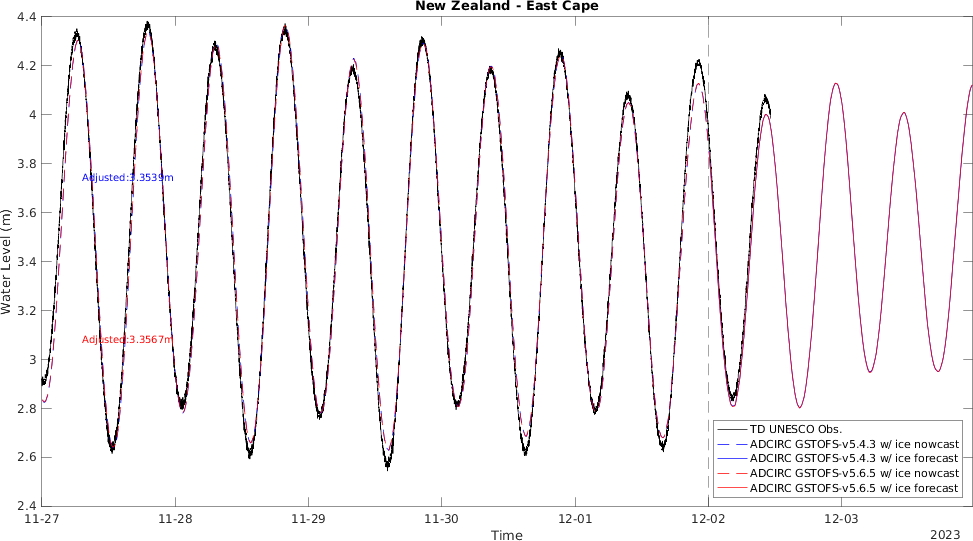 New Zealand - East Cape
4.4
4.2
4
3.8
3.6
3.4
3.2
3
2.8
2.6
2.4
Water Level (m)
Adjusted:3.3539m
Adjusted:3.3567m
TD UNESCO Obs.
ADCIRC GSTOFS-v5.4.3 w/ ice nowcast
ADCIRC GSTOFS-v5.4.3 w/ ice forecast
ADCIRC GSTOFS-v5.6.5 w/ ice nowcast
ADCIRC GSTOFS-v5.6.5 w/ ice forecast
11-27 11-28 11-29 11-30 12-01 12-02 12-03
Time
2023